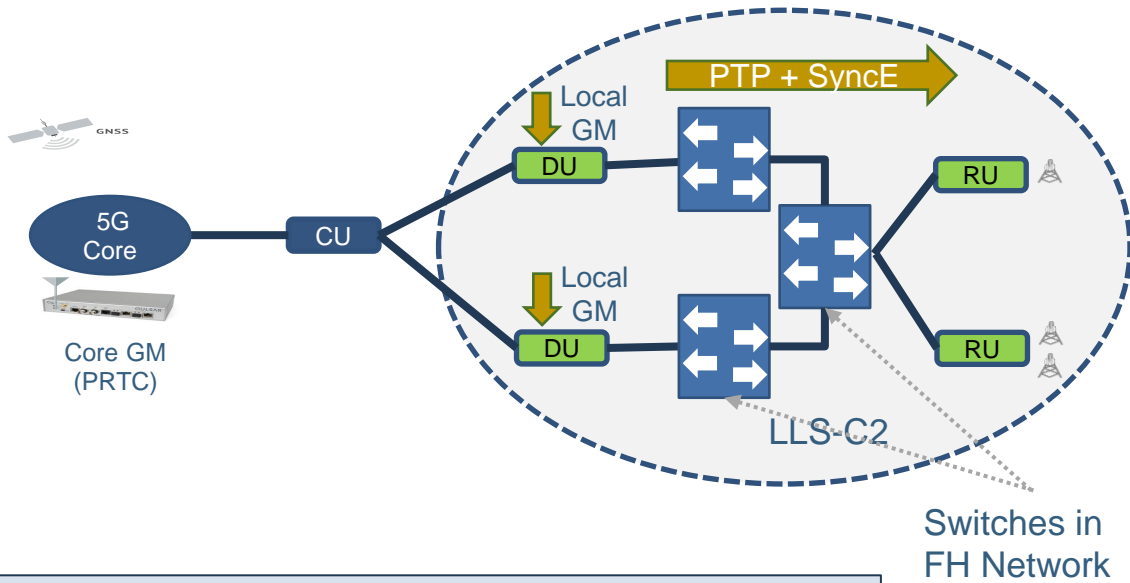 PTP + SyncE
GNSS
Local
GM
DU
RU
5G
Core
CU
Local
GM
DU
RU
PULSAR
Core GM
(PRTC)
LLS-C2
Switches in
FH Network